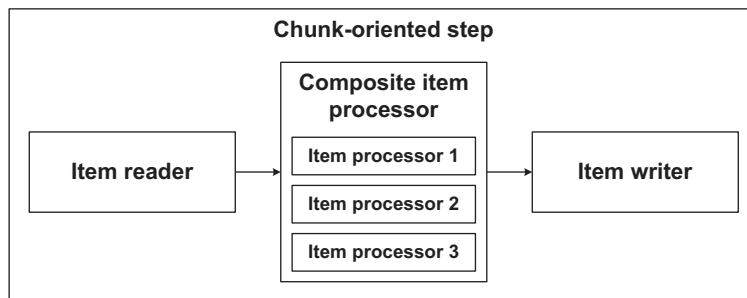 Chunk-oriented step
Item reader
Composite item
processor
Item processor 1
Item processor 2
Item processor 3
Item writer